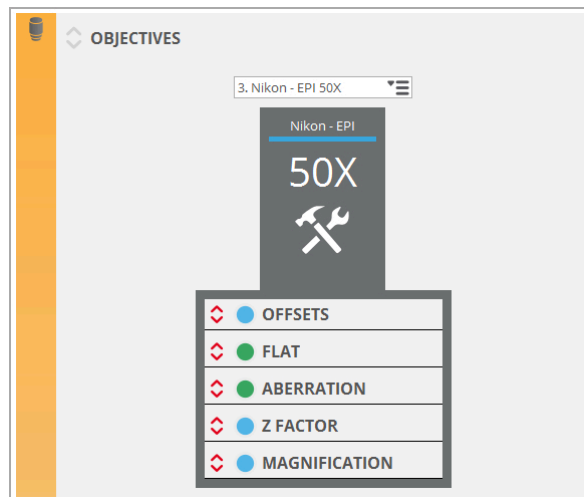 OBJECTIVES
3. Nikon - EPI 50X
Nikon - EPI
50X
OFFSETS
FLAT
ABERRATION
Z FACTOR
MAGNIFICATION